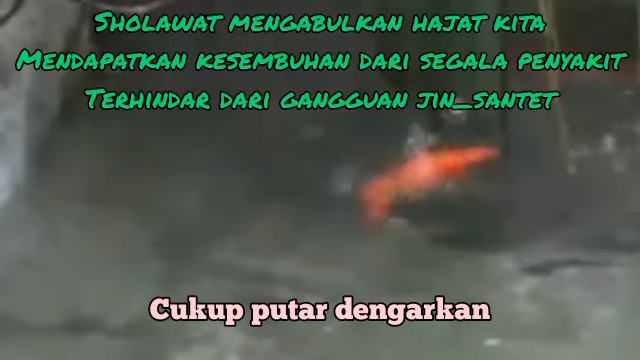 Sholawat mengabulkan hajat kita
Mendapatkan kesembuhan dari segala penyakit
Terhindar dari gangguan jin_santet
Cukup putar dengarkan